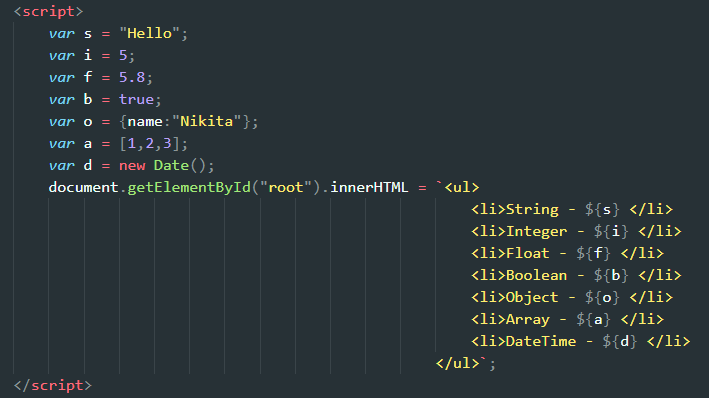 <script>
var s = "Hello";
var i = 5;
var f = 5.8;
var b = true;
var o = {name:"Nikita"};
var a = [1,2,3];
var d = new Date();
document.getElementById("root").innerHTML = `<ul>
<li>String - ${s} </li>
<li>Integer - ${i} </li>
<li>Float - ${f} </li>
<li>Boolean - ${b} </li>
<li>Object - ${o} </li>
<li>Array - ${a} </li>
<li>DateTime - ${d} </li>
</ul>`;
</script>